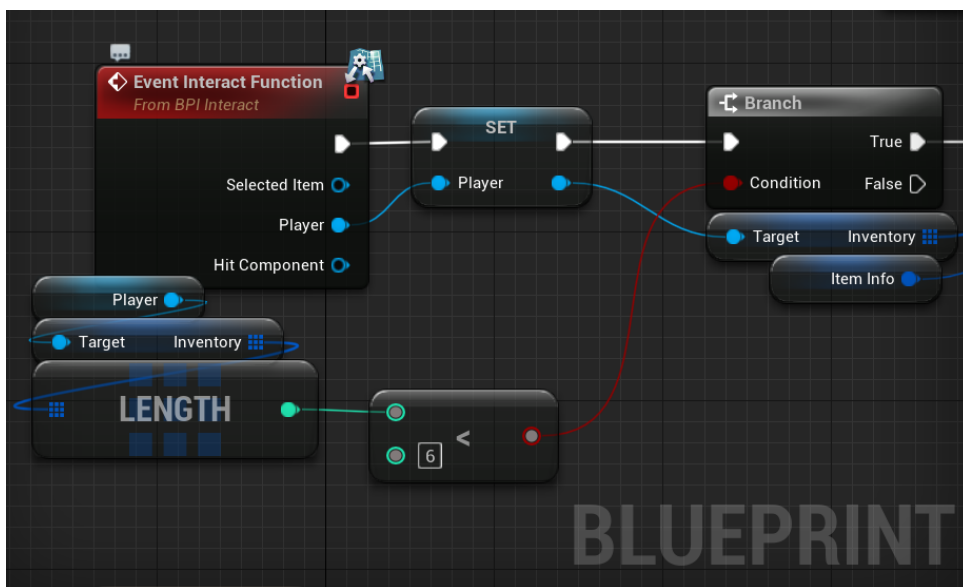 Event Interact Function
From BPI Interact
Selected Item
Player
Hit Component
SET
Player
Branch
True
Condition
False
Target Inventory
Item Info
Player
Target Inventory
LENGTH
<
6
BLUEPRINT